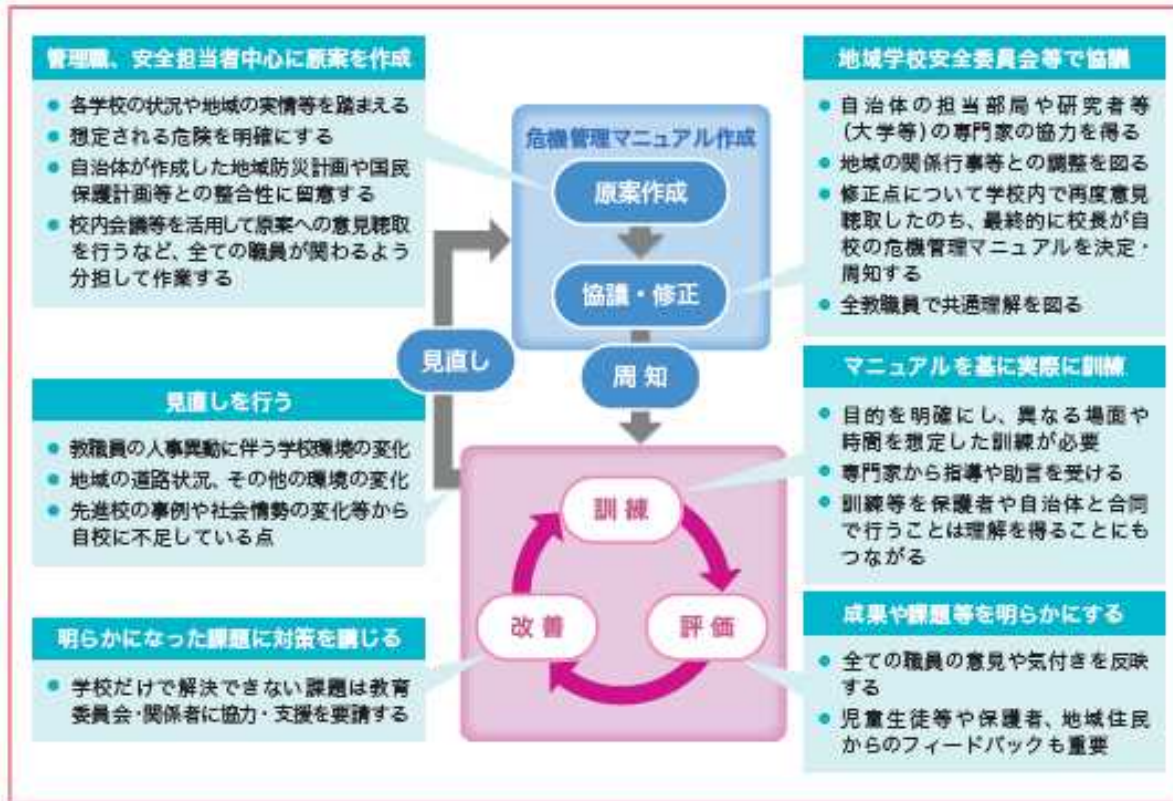 管理職、安全担当者中心に原案を作成
● 各学校の状況や地域の実情等を踏まえる
● 想定される危険を明確にする
● 自治体が作成した地域防災計画や国民
保護計画等との整合性に留意する
● 校内会議等を活用して原案への意見聴取
を行うなど、全ての職員が関わるよう
分担して作業する
危機管理マニュアル作成
原案作成
協議・修正
地域学校安全委員会等で協議
● 自治体の担当部局や研究者等
(大学等)の専門家の協力を得る
● 地域の関係行事等との調整を図る
● 修正点について学校内で再度意見
聴取したのち、最終的に校長が自
校の危機管理マニュアルを決定・
周知する
● 全教職員で共通理解を図る
見直し
周知
見直しを行う
● 教職員の人事異動に伴う学校環境の変化
● 地域の道路状況、その他の環境の変化
● 先進校の事例や社会情勢の変化等から
自校に不足している点
マニュアルを基に実際に訓練
● 目的を明確にし、異なる場面や
時間を想定した訓練が必要
● 専門家から指導や助言を受ける
● 訓練等を保護者や自治体と合同
で行うことは理解を得ることにも
つながる
訓練
改善
評価
明らかになった課題に対策を講じる
● 学校だけで解決できない課題は教育
委員会・関係者に協力・支援を要請する
成果や課題等を明らかにする
● 全ての職員の意見や気付きを反映
する
● 児童生徒等や保護者、地域住民
からのフィードバックも重要